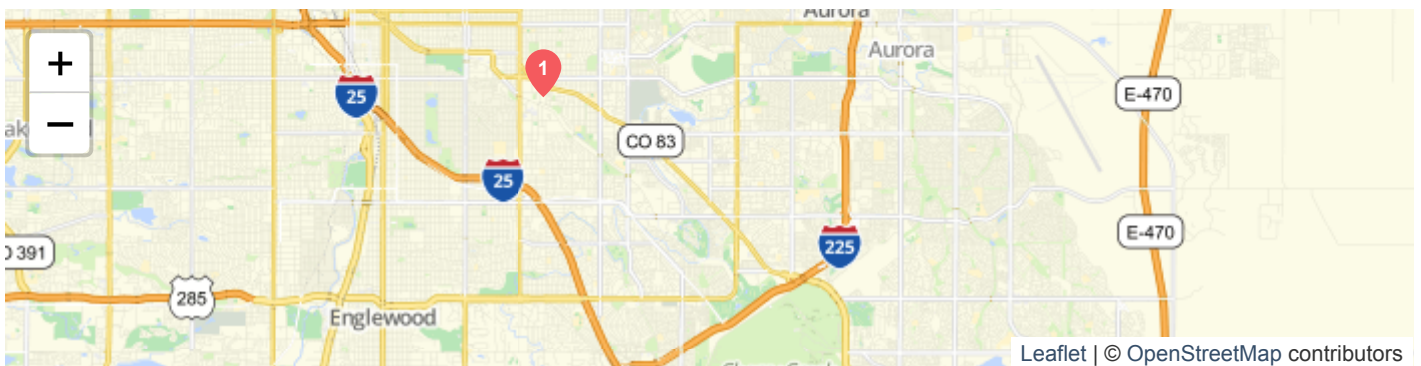 Aurora
Aurora
+
1
25
E-470
−
CO 83
25
E-470
225
391
285
Englewood
Leaflet | © OpenStreetMap contributors